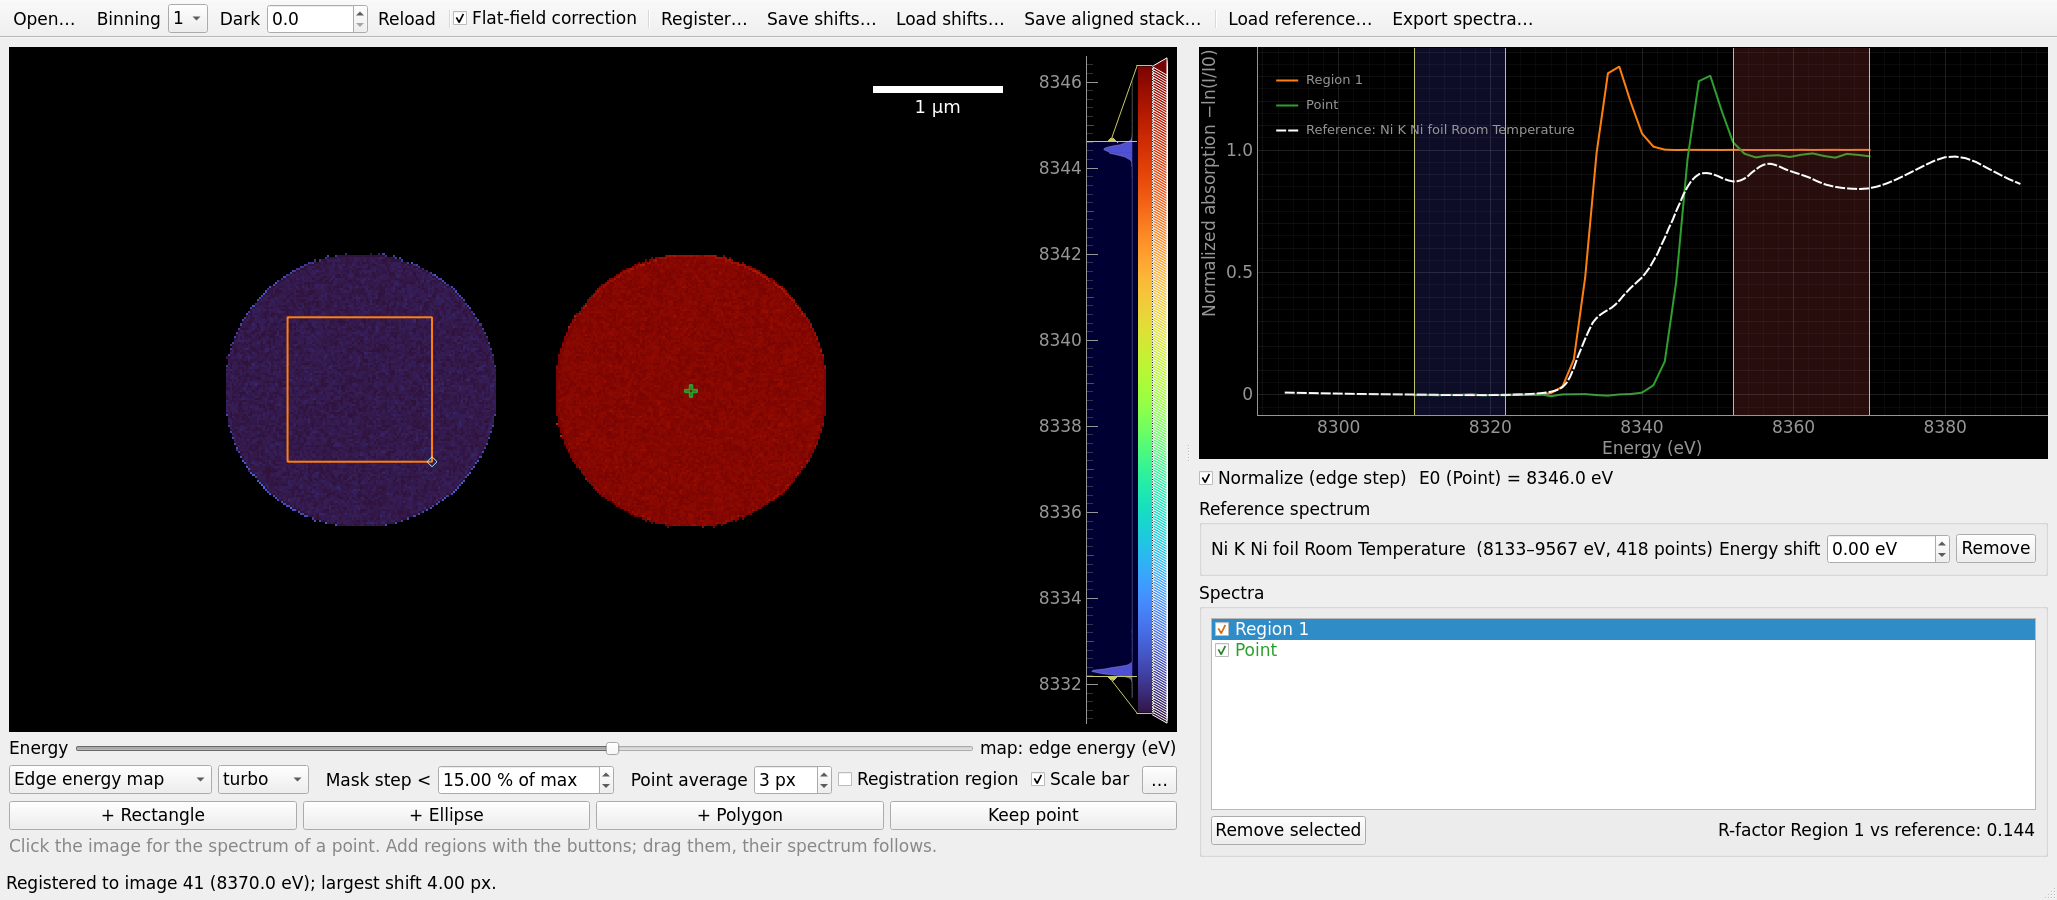 Open… Binning 1 Dark 0.0 Reload Flat-field correction Register… Save shifts… Load shifts… Save aligned stack… Load reference… Export spectra…
1 µm
8346
8344
8342
8340
8338
8336
8334
8332
Normalized absorption −ln(I/I0)
Region 1
Point
Reference: Ni K Ni foil Room Temperature
1.0
0.5
0
8300 8320 8340 8360 8380
Energy (eV)
Normalize (edge step) E0 (Point) = 8346.0 eV
Reference spectrum
Ni K Ni foil Room Temperature (8133–9567 eV, 418 points) Energy shift 0.00 eV Remove
Spectra
Region 1
Point
Remove selected R-factor Region 1 vs reference: 0.144
Energy map: edge energy (eV)
Edge energy map turbo Mask step < 15.00 % of max Point average 3 px Registration region Scale bar ...
+ Rectangle + Ellipse + Polygon Keep point
Click the image for the spectrum of a point. Add regions with the buttons; drag them, their spectrum follows.
Registered to image 41 (8370.0 eV); largest shift 4.00 px.